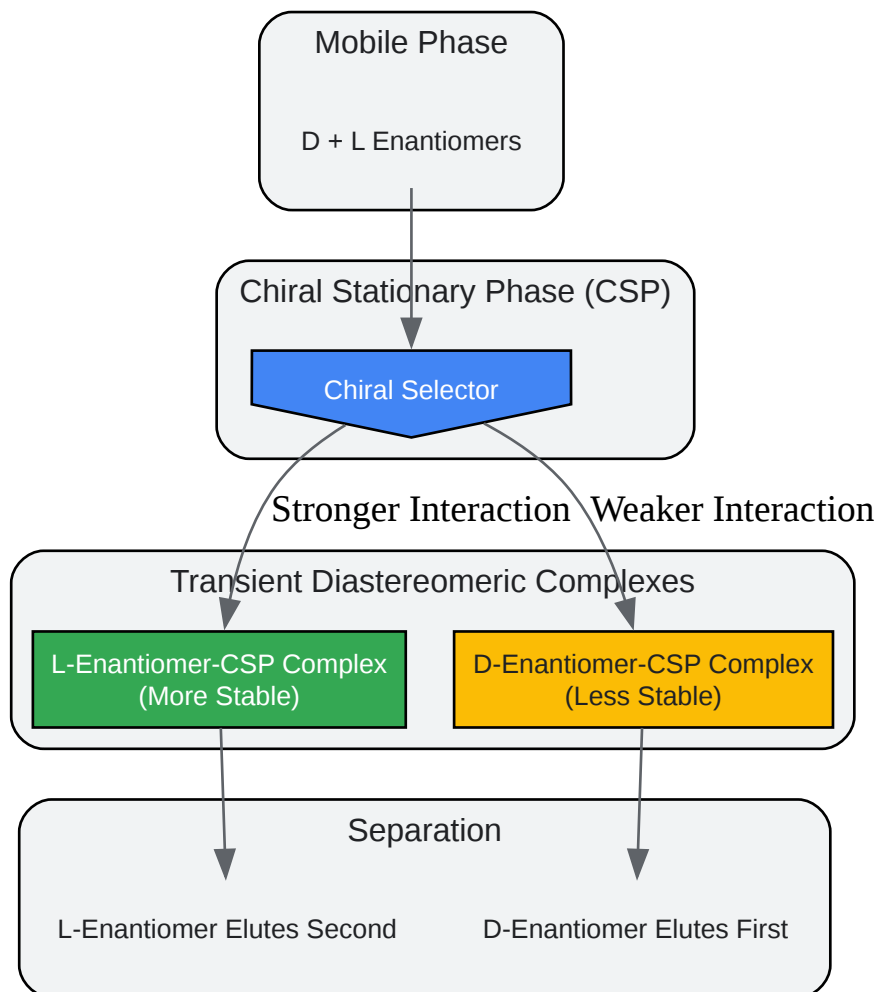 Mobile Phase
D + L Enantiomers
Chiral Stationary Phase (CSP)
Chiral Selector
Stronger Interaction
Weaker Interaction
Transient Diastereomeric Complexes
L-Enantiomer-CSP Complex
(More Stable)
D-Enantiomer-CSP Complex
(Less Stable)
Separation
L-Enantiomer Elutes Second
D-Enantiomer Elutes First